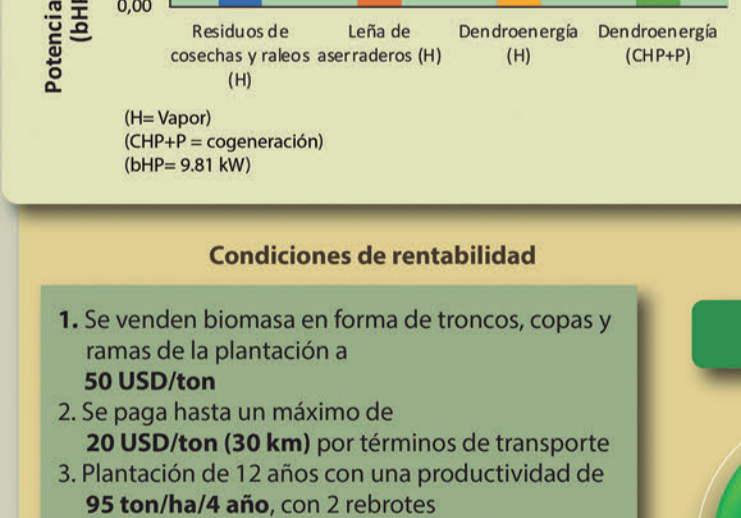 Potencia
(bHP
0,00
Residuos de
cosechas y raleos
(H)
Leña de
aserraderos (H)
Dendroenergía
(H)
Dendroenergía
(CHP+P)
(H= Vapor)
(CHP+P = cogeneración)
(bHP= 9.81 kW)
Condiciones de rentabilidad
1. Se venden biomasa en forma de troncos, copas y
ramas de la plantación a
50 USD/ton
2. Se paga hasta un máximo de
20 USD/ton (30 km) por términos de transporte
3. Plantación de 12 años con una productividad de
95 ton/ha/4 año, con 2 rebrotes